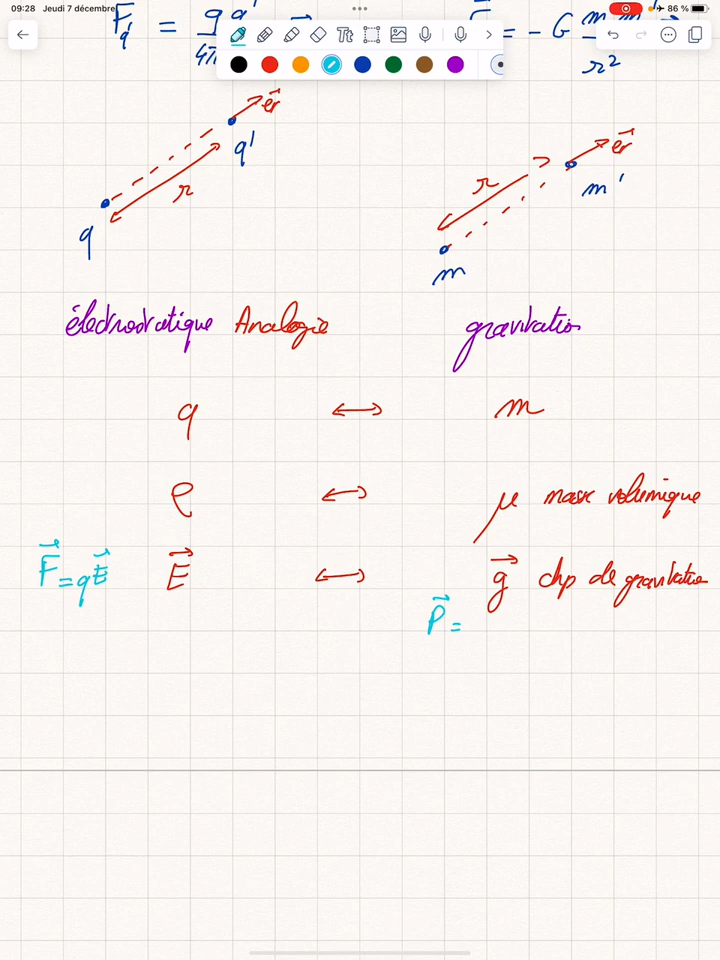 09:28 Jeudi 7 décembre 86 %
F q' = q q' / 4π
= - G m m' / r²
Tt
er
q'
r
q
er
r
m'
m
électrostatique Analogie gravitation
q ↔ m
ρ ↔ μ masse volumique
F = qE E ↔ g chp de gravitation
P =